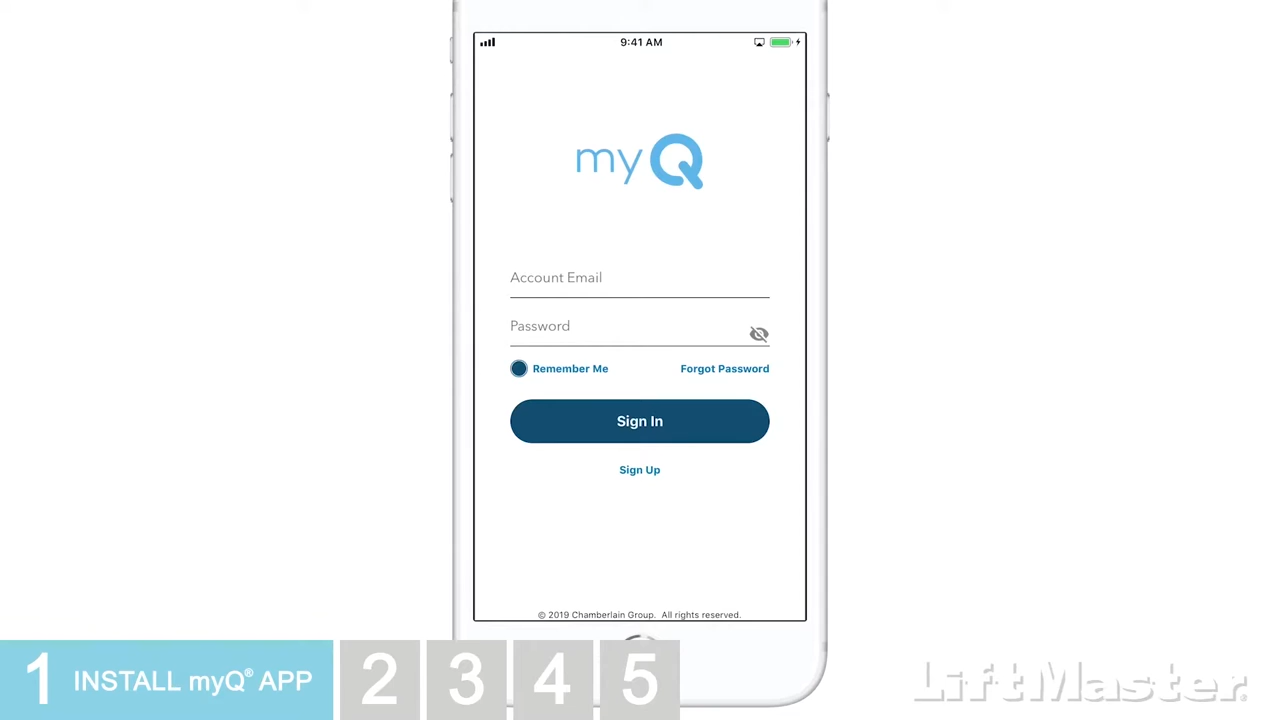 9:41 AM
myQ
Account Email
Password
Remember Me
Forgot Password
Sign In
Sign Up
© 2019 Chamberlain Group. All rights reserved.
1 INSTALL myQ® APP 2 3 4 5
LiftMaster®